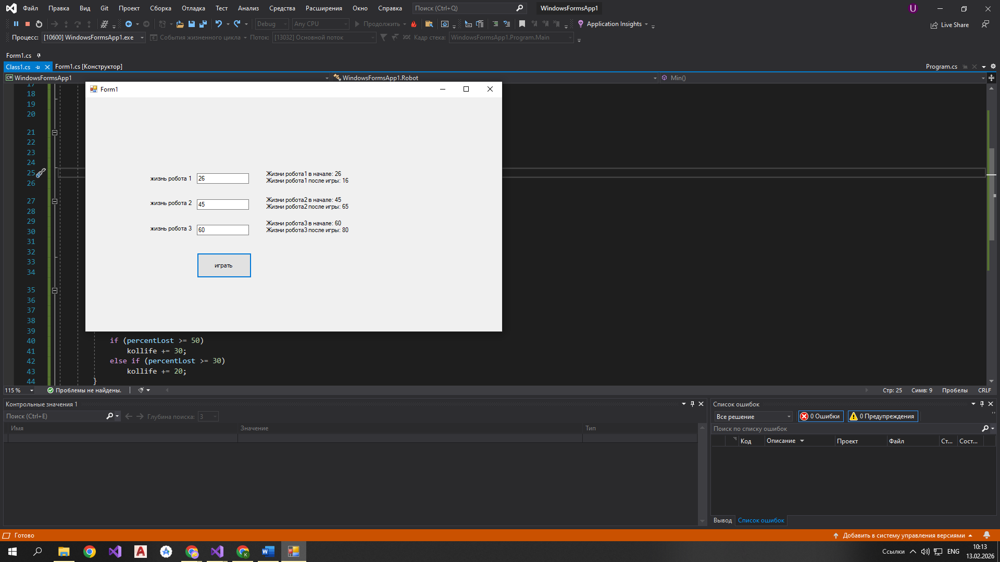 Файл Правка Вид Git Проект Сборка Отладка Тест Анализ Средства Расширения Окно Справка Поиск (Ctrl+Q) WindowsFormsApp1 U
Debug Any CPU Продолжить Application Insights Live Share
Процесс: [10600] WindowsFormsApp1.exe События жизненного цикла Поток: [13032] Основной поток Кадр стека: WindowsFormsApp1.Program.Main
Form1.cs
Class1.cs Form1.cs [Конструктор] Program.cs
WindowsFormsApp1 WindowsFormsApp1.Robot Min()
Form1
17
18
19
20
21
22
23
24
25
26
27
28
29
30
31
32
33
34
35
36
37
38
39
жизнь робота 1 26
Жизни робота1 в начале: 26
Жизни робота1 после игры: 16
жизнь робота 2 45
Жизни робота2 в начале: 45
Жизни робота2 после игры: 65
жизнь робота 3 60
Жизни робота3 в начале: 60
Жизни робота3 после игры: 80
играть
40 if (percentLost >= 50)
41 kollife += 30;
42 else if (percentLost >= 30)
43 kollife += 20;
44 }
115 % Проблемы не найдены. Стр: 25 Симв: 9 Пробелы CRLF
Контрольные значения 1
Поиск (Ctrl+E) Глубина поиска: 3
Имя Значение Тип
Список ошибок
Все решение 0 Ошибки 0 Предупреждения
Поиск по списку ошибок
Код Описание Проект Файл Ст... Сост...
Вывод Список ошибок
Готово Добавить в систему управления версиями
Ссылки ENG 10:13
13.02.2026